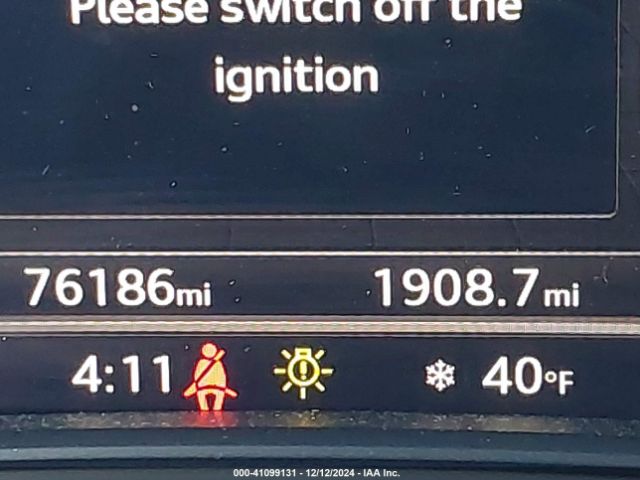 Please switch off the
ignition
76186mi 1908.7mi
4:11 40°F
000-41099131 - 12/12/2024 - IAA Inc.